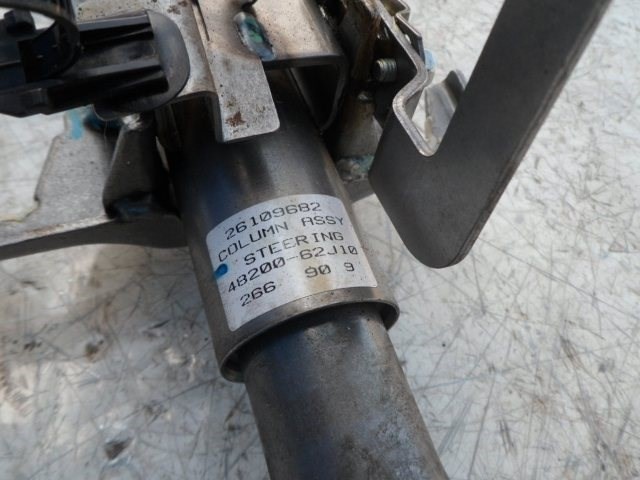 26109682
COLUMN ASSY
STEERING
48200-62J10
266 90 9